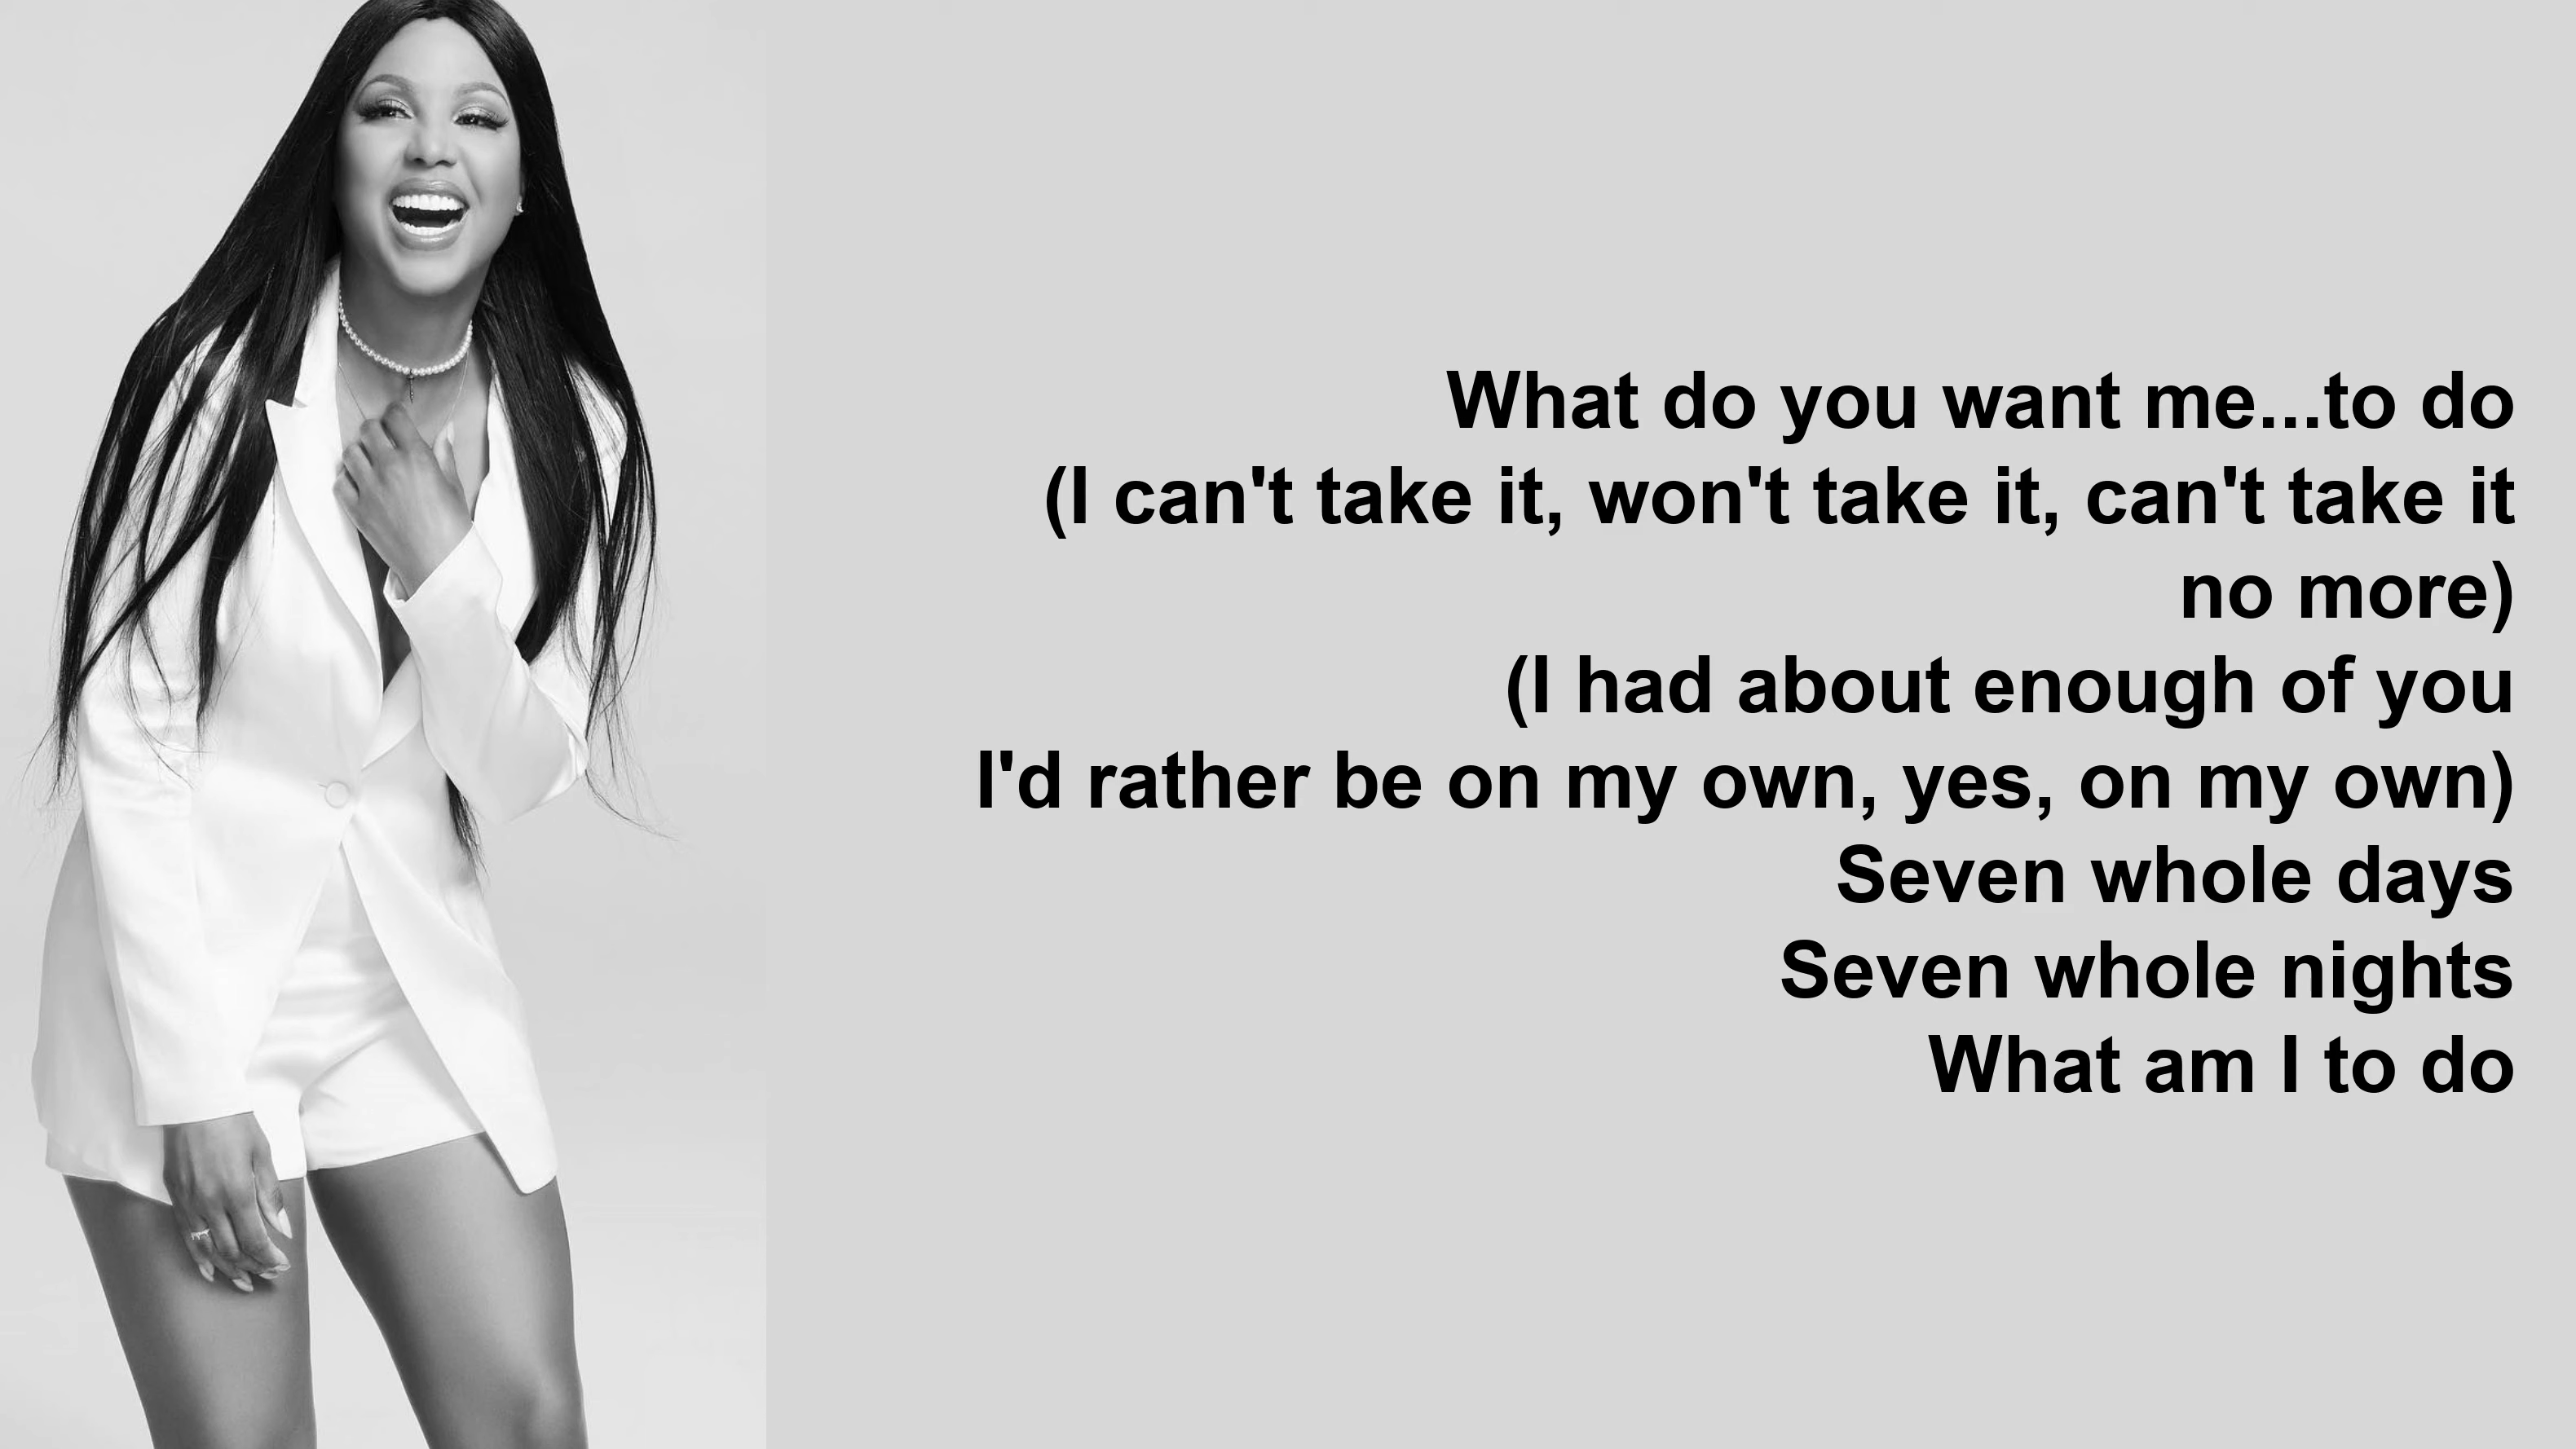 What do you want me...to do
(I can't take it, won't take it, can't take it
no more)
(I had about enough of you
I'd rather be on my own, yes, on my own)
Seven whole days
Seven whole nights
What am I to do